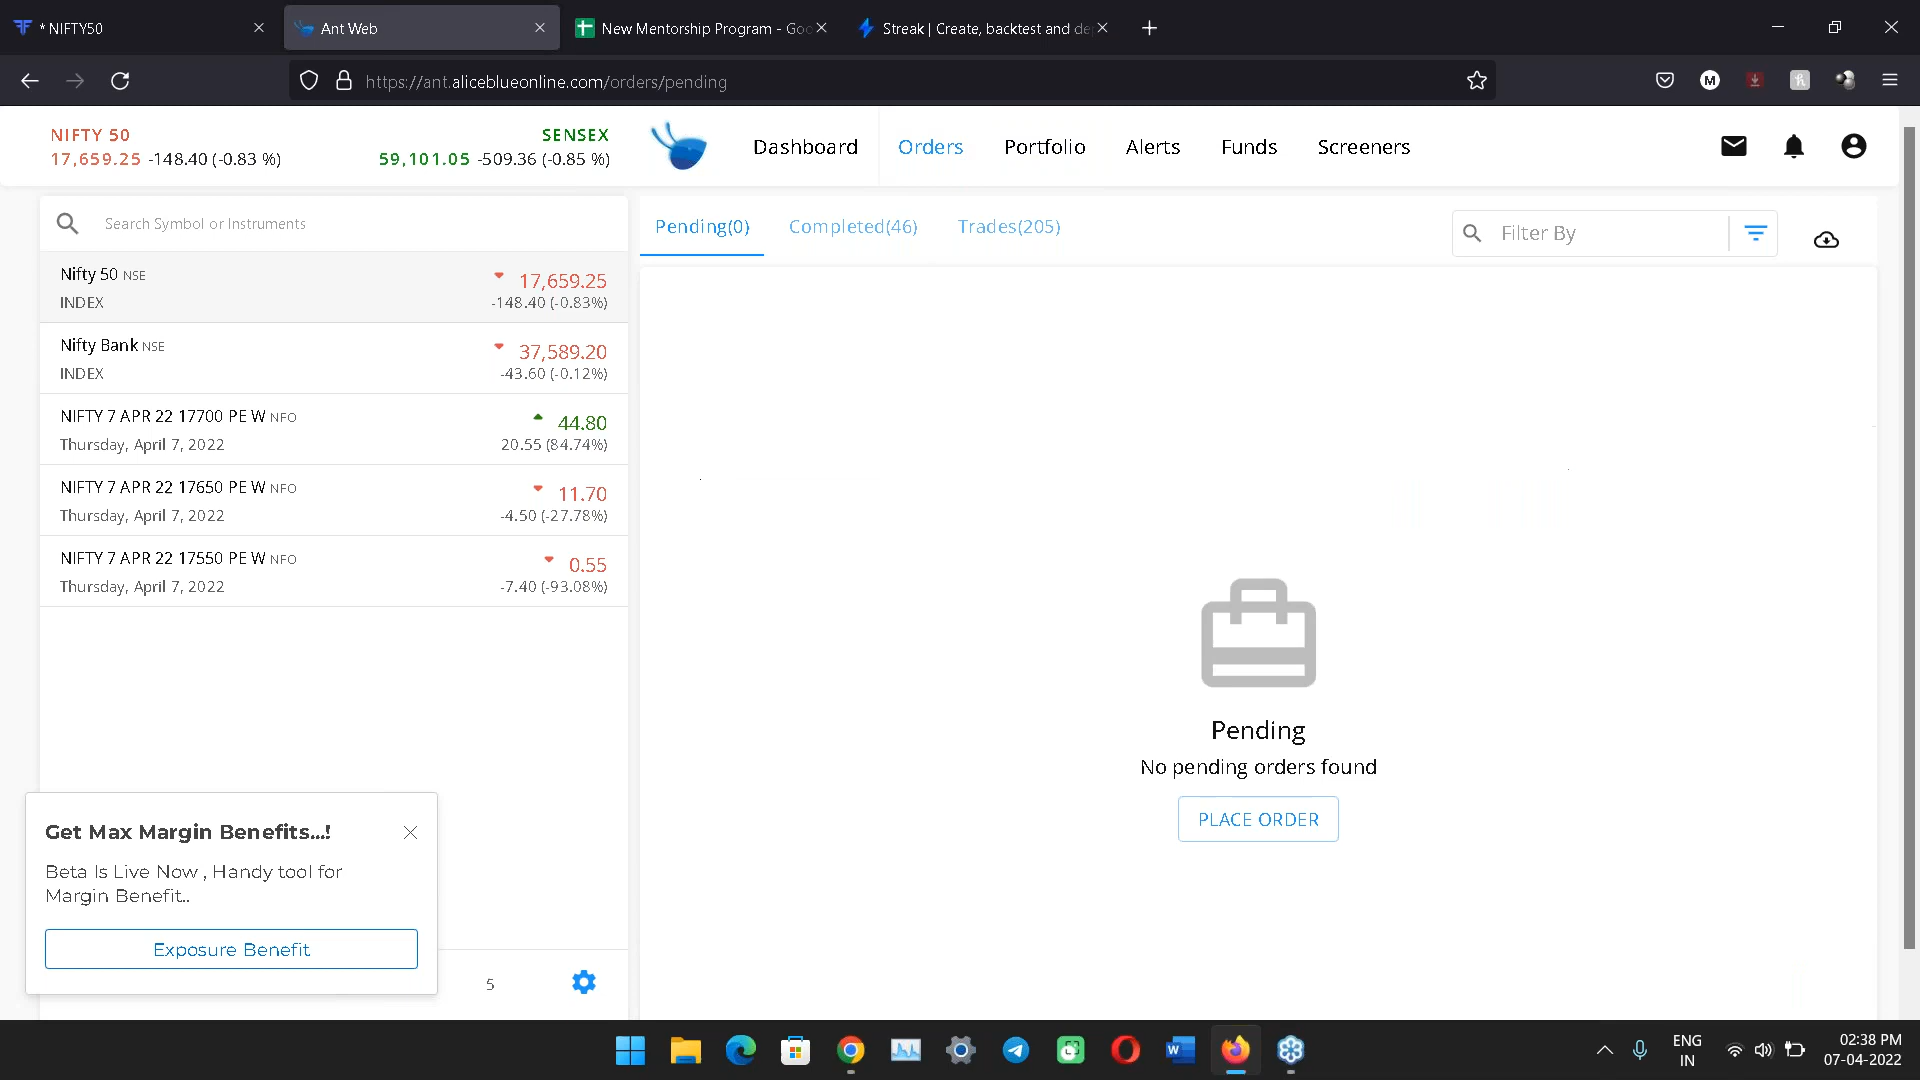 * NIFTY50
Ant Web
New Mentorship Program - Goo
Streak | Create, backtest and de
https://ant.aliceblueonline.com/orders/pending
NIFTY 50
17,659.25 -148.40 (-0.83 %)
SENSEX
59,101.05 -509.36 (-0.85 %)
Dashboard
Orders
Portfolio
Alerts
Funds
Screeners
Search Symbol or Instruments
Nifty 50 NSE
17,659.25
INDEX
-148.40 (-0.83%)
Nifty Bank NSE
37,589.20
INDEX
-43.60 (-0.12%)
NIFTY 7 APR 22 17700 PE W NFO
44.80
Thursday, April 7, 2022
20.55 (84.74%)
NIFTY 7 APR 22 17650 PE W NFO
11.70
Thursday, April 7, 2022
-4.50 (-27.78%)
NIFTY 7 APR 22 17550 PE W NFO
0.55
Thursday, April 7, 2022
-7.40 (-93.08%)
Get Max Margin Benefits...!
Beta Is Live Now , Handy tool for
Margin Benefit..
Exposure Benefit
5
Pending(0)
Completed(46)
Trades(205)
Filter By
Pending
No pending orders found
PLACE ORDER
ENG
IN
02:38 PM
07-04-2022